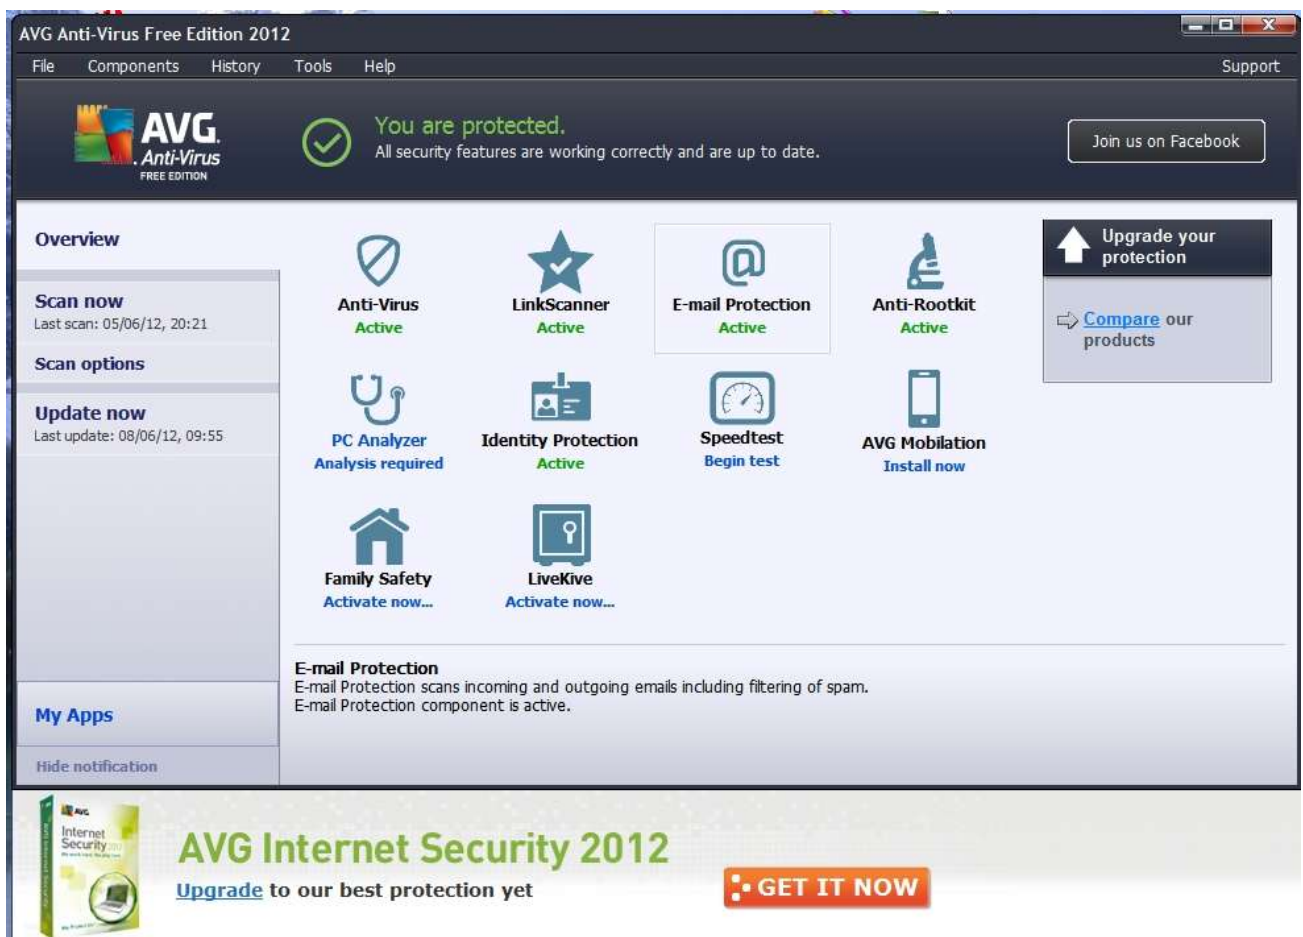 AVG Anti-Virus Free Edition 2012
File Components History Tools Help Support
AVG.
Anti-Virus
FREE EDITION
You are protected.
All security features are working correctly and are up to date.
Join us on Facebook
Overview
Scan now
Last scan: 05/06/12, 20:21
Scan options
Update now
Last update: 08/06/12, 09:55
My Apps
Hide notification
Anti-Virus
Active
LinkScanner
Active
E-mail Protection
Active
Anti-Rootkit
Active
PC Analyzer
Analysis required
Identity Protection
Active
Speedtest
Begin test
AVG Mobilation
Install now
Family Safety
Activate now...
LiveKive
Activate now...
Upgrade your
protection
Compare our
products
E-mail Protection
E-mail Protection scans incoming and outgoing emails including filtering of spam.
E-mail Protection component is active.
AVG
Internet
Security
AVG Internet Security 2012
Upgrade to our best protection yet
GET IT NOW